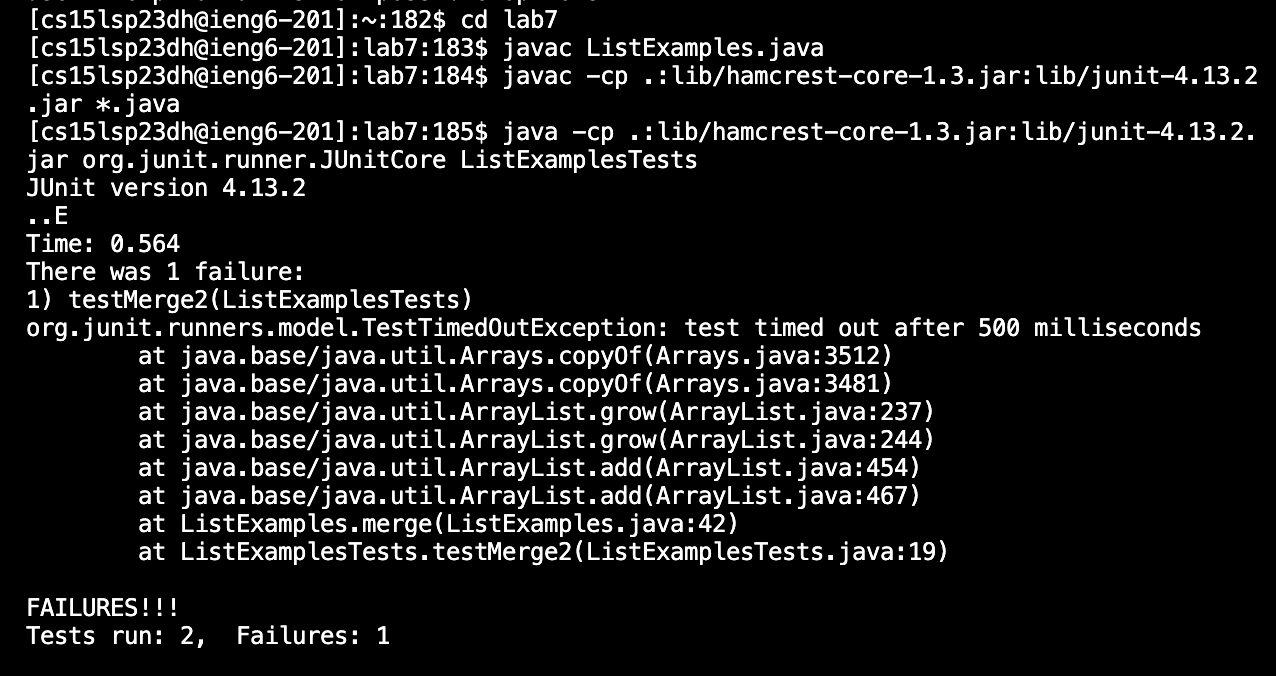 [cs15lsp23dh@ieng6-201]:~:182$ cd lab7
[cs15lsp23dh@ieng6-201]:lab7:183$ javac ListExamples.java
[cs15lsp23dh@ieng6-201]:lab7:184$ javac -cp .:lib/hamcrest-core-1.3.jar:lib/junit-4.13.2
.jar *.java
[cs15lsp23dh@ieng6-201]:lab7:185$ java -cp .:lib/hamcrest-core-1.3.jar:lib/junit-4.13.2.
jar org.junit.runner.JUnitCore ListExamplesTests
JUnit version 4.13.2
..E
Time: 0.564
There was 1 failure:
1) testMerge2(ListExamplesTests)
org.junit.runners.model.TestTimedOutException: test timed out after 500 milliseconds
        at java.base/java.util.Arrays.copyOf(Arrays.java:3512)
        at java.base/java.util.Arrays.copyOf(Arrays.java:3481)
        at java.base/java.util.ArrayList.grow(ArrayList.java:237)
        at java.base/java.util.ArrayList.grow(ArrayList.java:244)
        at java.base/java.util.ArrayList.add(ArrayList.java:454)
        at java.base/java.util.ArrayList.add(ArrayList.java:467)
        at ListExamples.merge(ListExamples.java:42)
        at ListExamplesTests.testMerge2(ListExamplesTests.java:19)

FAILURES!!!
Tests run: 2,  Failures: 1